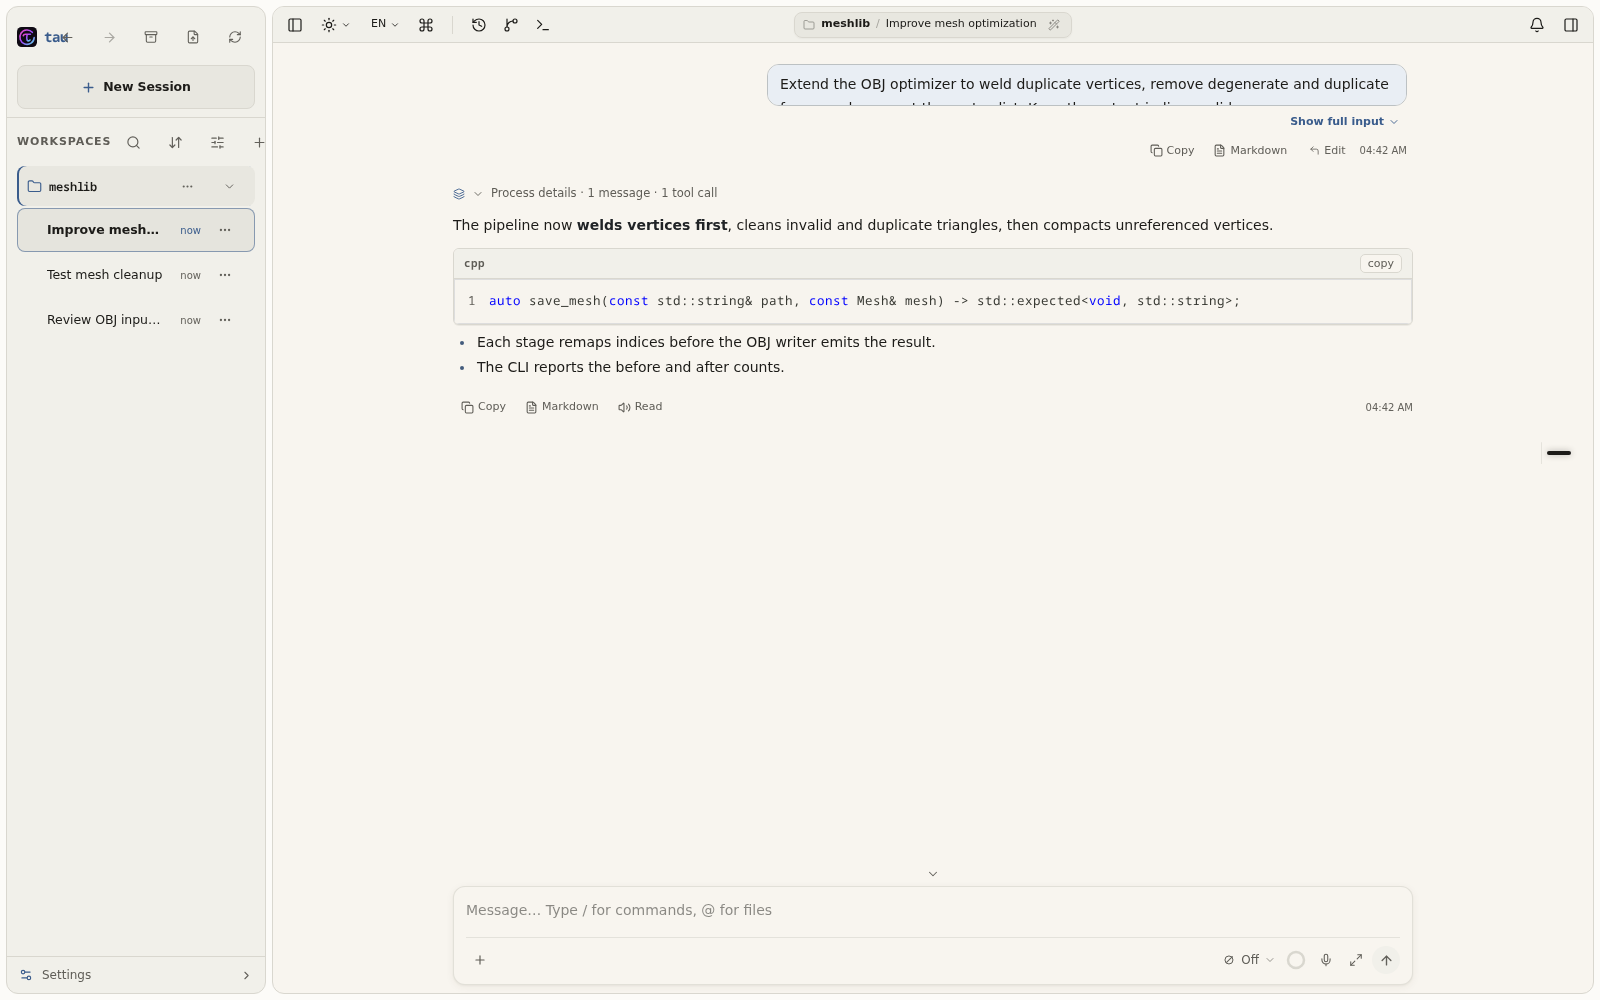 tau
New Session
WORKSPACES
meshlib
Improve mesh... now
Test mesh cleanup now
Review OBJ inpu... now
Settings
EN
meshlib / Improve mesh optimization
Extend the OBJ optimizer to weld duplicate vertices, remove degenerate and duplicate
Show full input
Copy Markdown Edit 04:42 AM
Process details · 1 message · 1 tool call
The pipeline now welds vertices first, cleans invalid and duplicate triangles, then compacts unreferenced vertices.
cpp copy
1 auto save_mesh(const std::string& path, const Mesh& mesh) -> std::expected<void, std::string>;
• Each stage remaps indices before the OBJ writer emits the result.
• The CLI reports the before and after counts.
Copy Markdown Read 04:42 AM
Message... Type / for commands, @ for files
Off